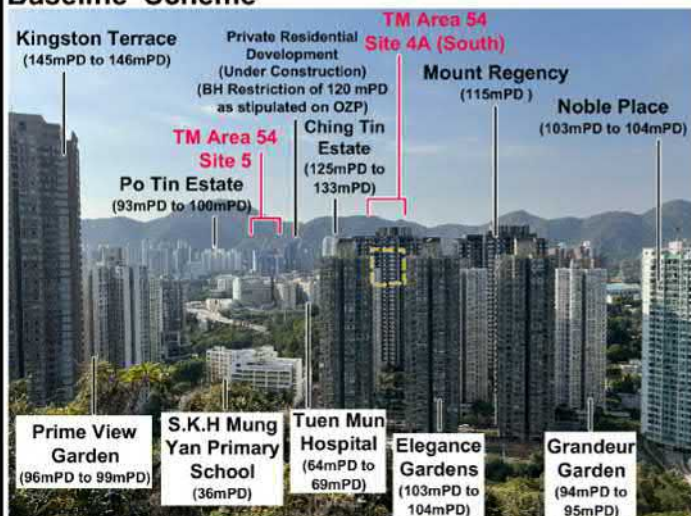 Baseline Scheme
Kingston Terrace
(145mPD to 146mPD)
Private Residential
Development
(Under Construction)
(BH Restriction of 120 mPD
as stipulated on OZP)
TM Area 54
Site 4A (South)
Mount Regency
(115mPD )
Noble Place
(103mPD to 104mPD)
TM Area 54
Site 5
Ching Tin
Estate
(125mPD to
133mPD)
Po Tin Estate
(93mPD to 100mPD)
Prime View
Garden
(96mPD to 99mPD)
S.K.H Mung
Yan Primary
School
(36mPD)
Tuen Mun
Hospital
(64mPD to
69mPD)
Elegance
Gardens
(103mPD to
104mPD)
Grandeur
Garden
(94mPD to
95mPD)